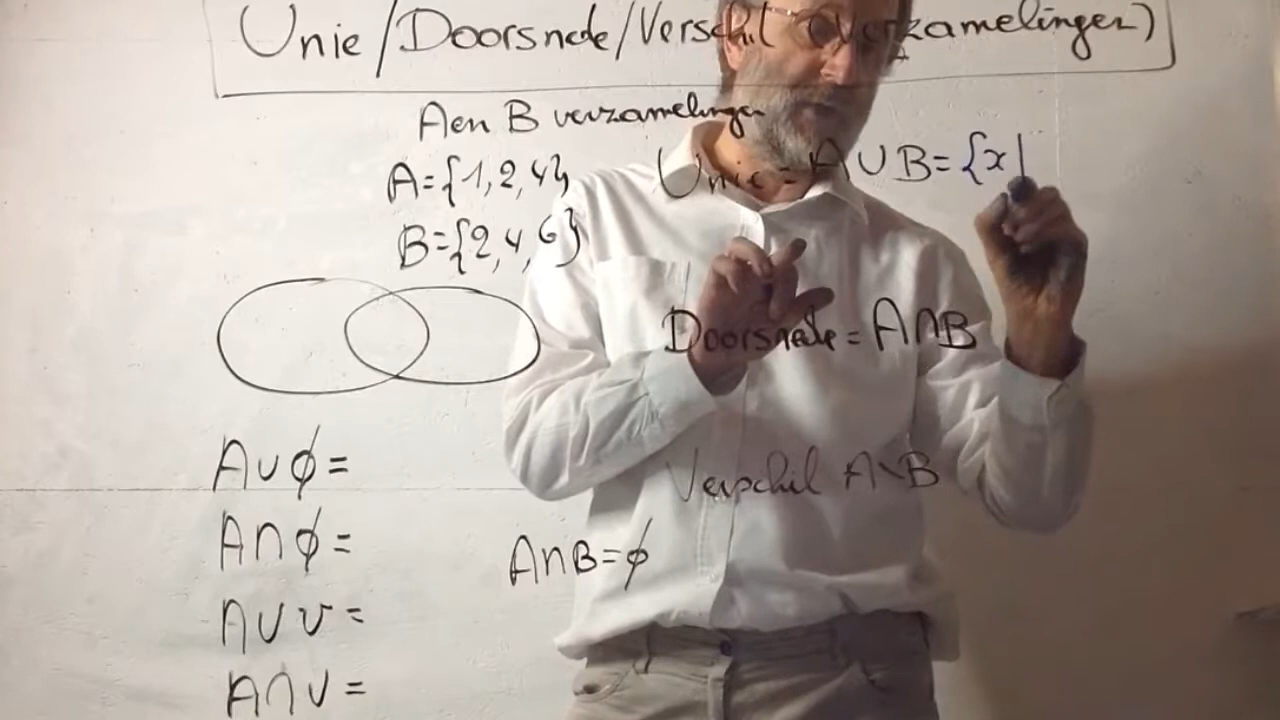 Unie/Doorsnede/Verschil (verzamelingen)
A en B verzamelingen
A={1,2,4}
Unie = A∪B={x|
B={2,4,6}
Doorsnede = A∩B
A∪ϕ=
Verschil A\B
A∩ϕ=
A∩B=ϕ
A∪V=
A∩V=